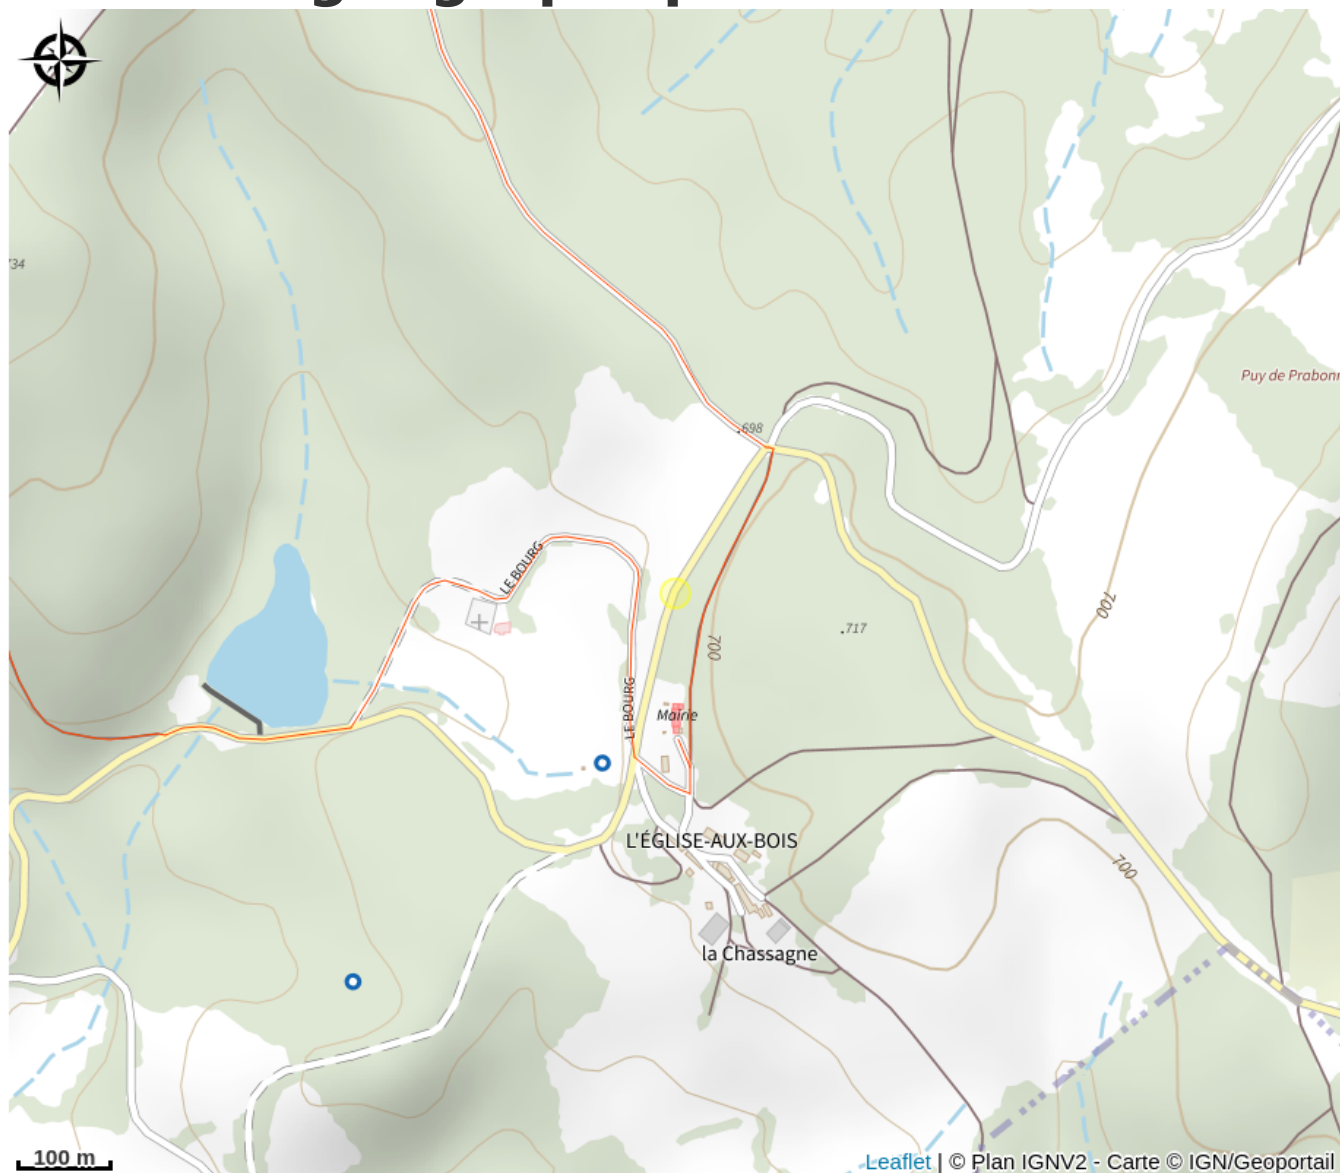 734
Puy de Prabonn
.698
LE BOURG
700
700
.717
LE BOURG
Mairie
L'ÉGLISE-AUX-BOIS
700
la Chassagne
100 m
Leaflet | © Plan IGNV2 - Carte © IGN/Geoportail